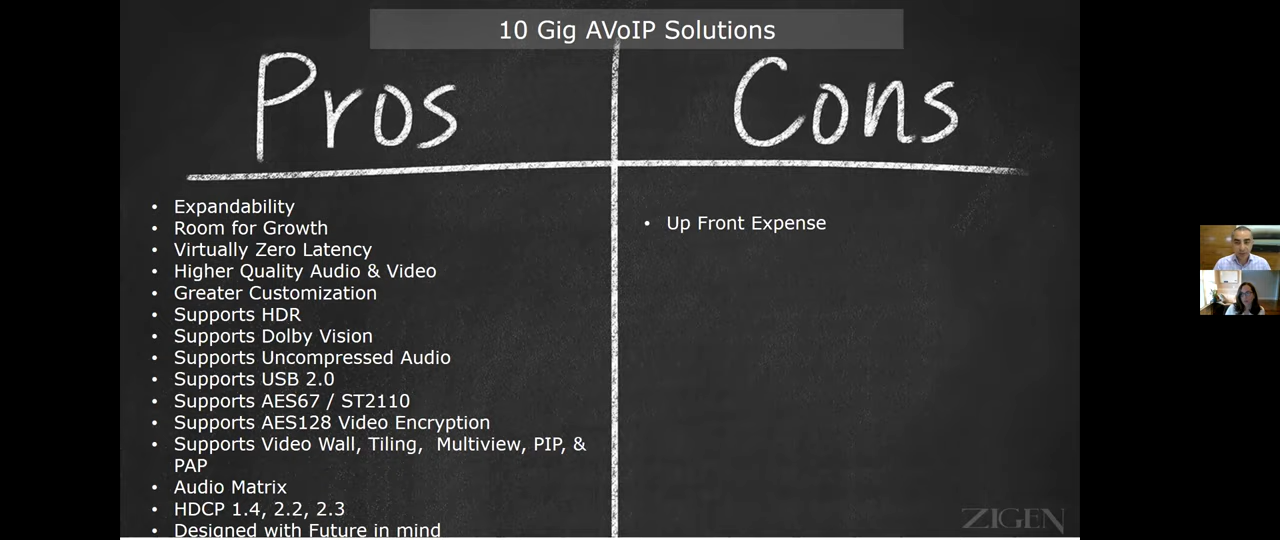 10 Gig AVoIP Solutions
Pros
Cons
• Expandability
• Room for Growth
• Virtually Zero Latency
• Higher Quality Audio & Video
• Greater Customization
• Supports HDR
• Supports Dolby Vision
• Supports Uncompressed Audio
• Supports USB 2.0
• Supports AES67 / ST2110
• Supports AES128 Video Encryption
• Supports Video Wall, Tiling, Multiview, PIP, &
PAP
• Audio Matrix
• HDCP 1.4, 2.2, 2.3
• Designed with Future in mind
• Up Front Expense
ZIGEN